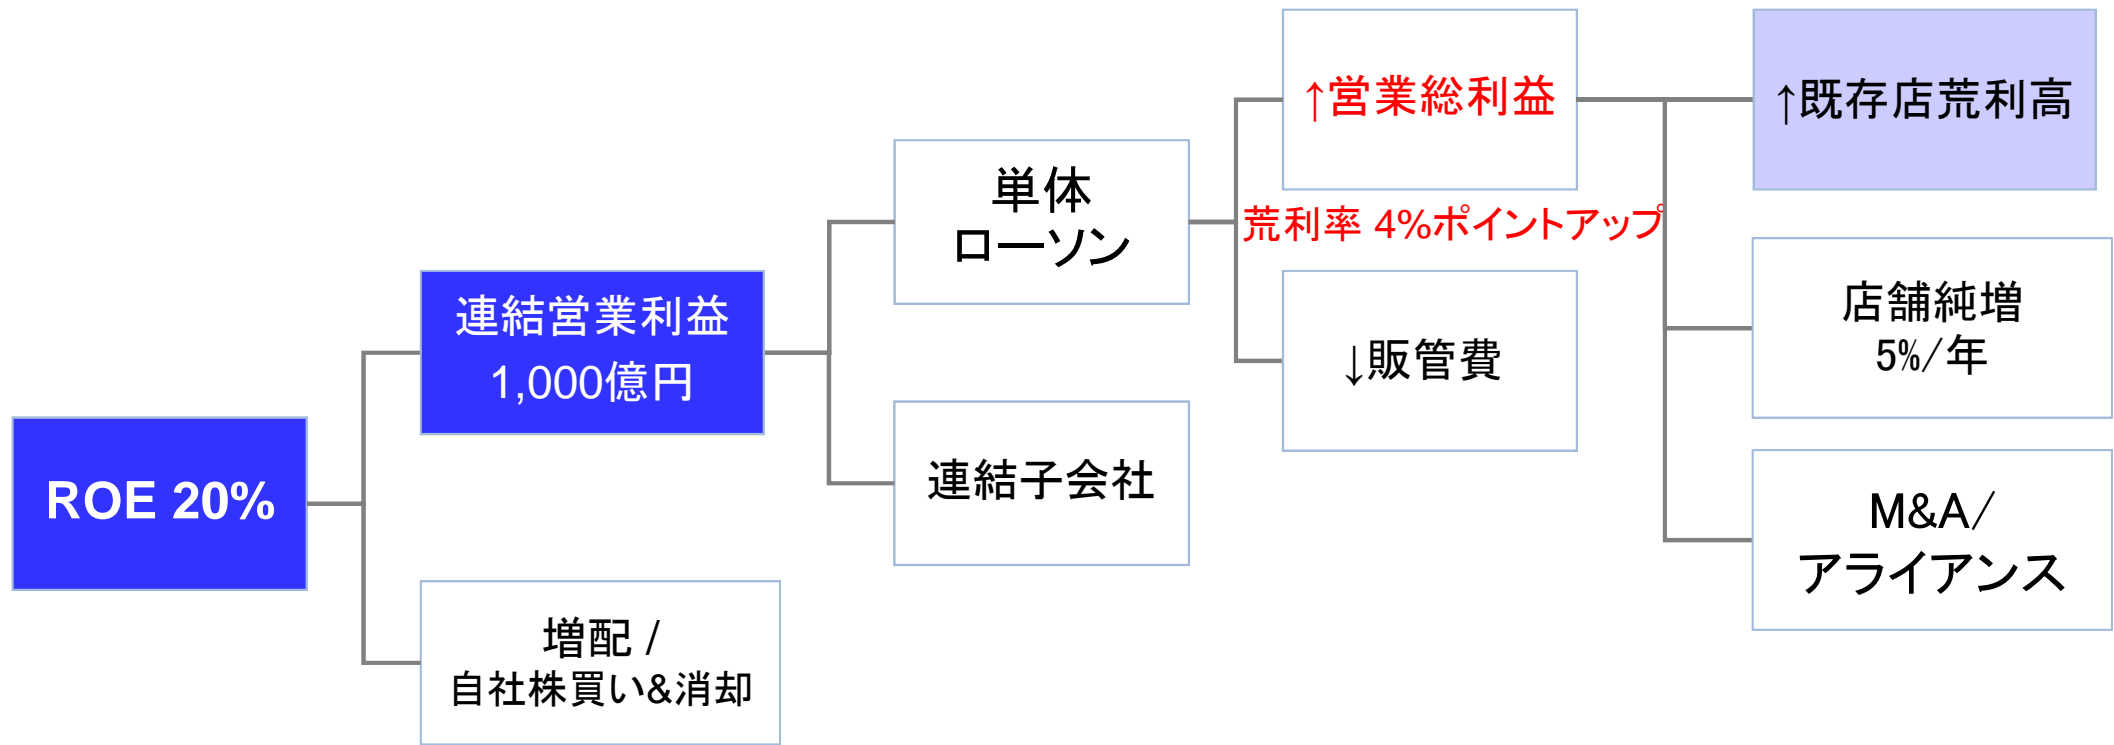 ROE 20%
連結営業利益
1,000億円
増配 /
自社株買い&消却
単体
ローソン
連結子会社
↑営業総利益
荒利率 4%ポイントアップ
↓販管費
↑既存店荒利高
店舗純増
5%/年
M&A/
アライアンス